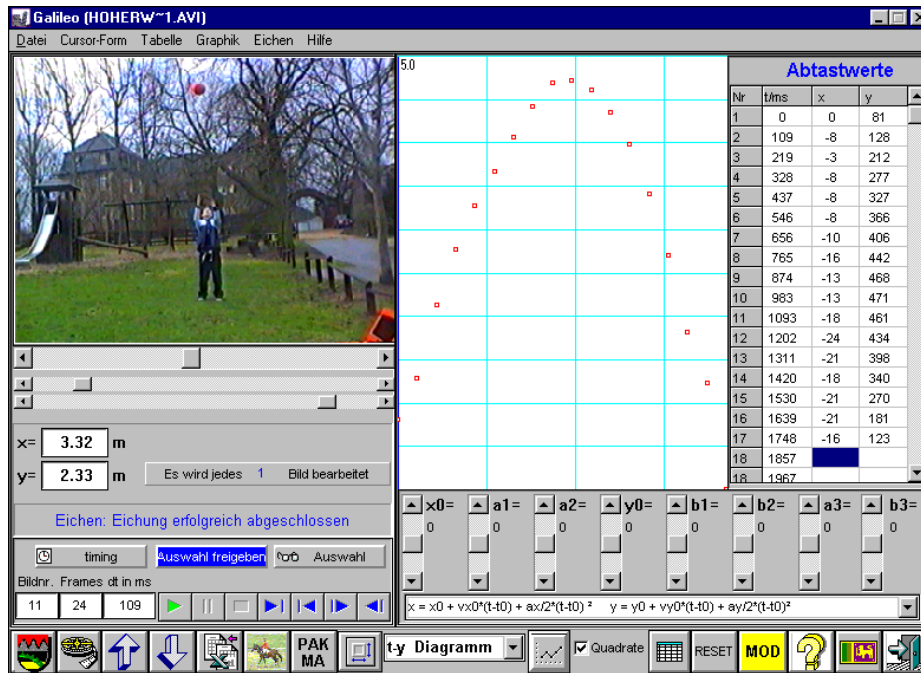 Galileo (HOHERW~1.AVI)
Datei Cursor-Form Tabelle Graphik Eichen Hilfe
5.0
Abtastwerte
Nr t/ms x y
1 0 0 81
2 109 -8 128
3 219 -3 212
4 328 -8 277
5 437 -8 327
6 546 -8 366
7 656 -10 406
8 765 -16 442
9 874 -13 468
10 983 -13 471
11 1093 -18 461
12 1202 -24 434
13 1311 -21 398
14 1420 -18 340
15 1530 -21 270
16 1639 -21 181
17 1748 -16 123
18 1857
18 1967
x= 3.32 m
y= 2.33 m
Es wird jedes 1 Bild bearbeitet
Eichen: Eichung erfolgreich abgeschlossen
timing Auswahl freigeben Auswahl
Bildnr. Frames dt in ms
11 24 109
x0= a1= a2= y0= b1= b2= a3= b3=
0 0 0 0 0 0 0 0
x = x0 + vx0*(t-t0) + ax/2*(t-t0) ² y = y0 + vy0*(t-t0) + ay/2*(t-t0)²
PAK
MA
t-y Diagramm
Quadrate
RESET
MOD